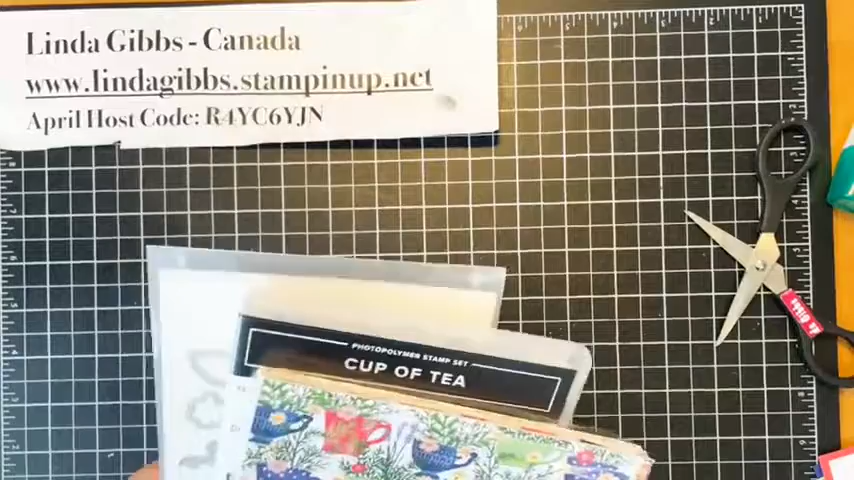 Linda Gibbs - Canada
www.lindagibbs.stampinup.net
April Host Code: R4YC6YJN
PHOTOPOLYMER STAMP SET
CUP OF TEA